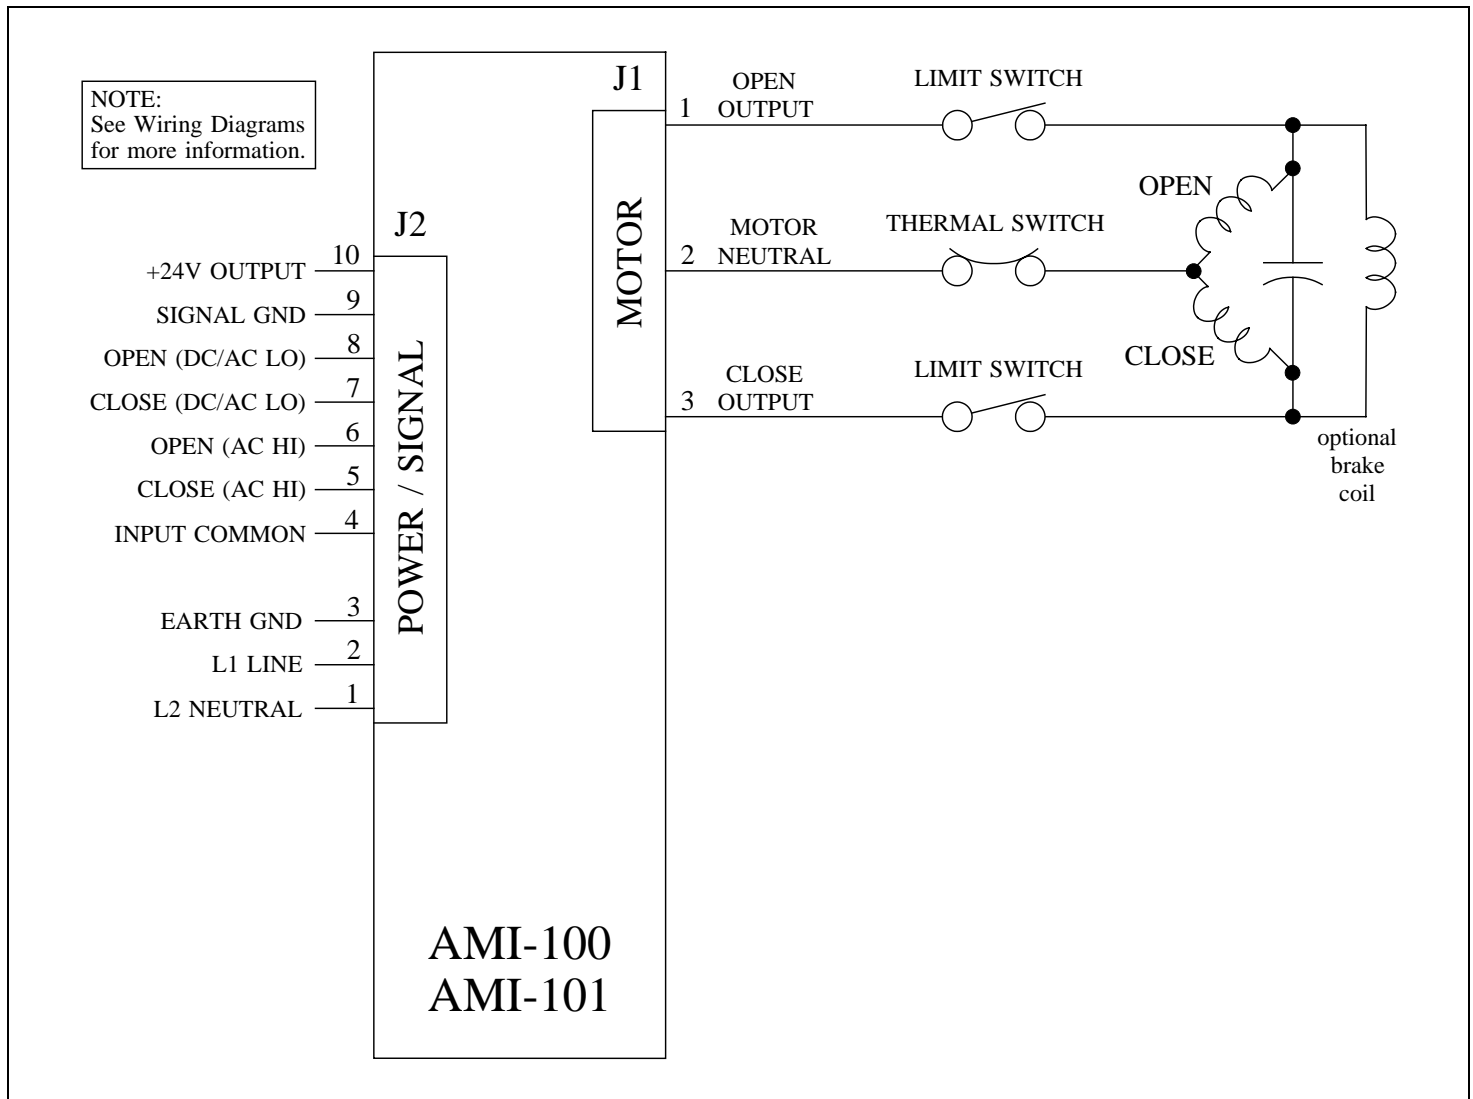 NOTE:
See Wiring Diagrams
for more information.
J1
MOTOR
1
OPEN
OUTPUT
LIMIT SWITCH
2
MOTOR
NEUTRAL
THERMAL SWITCH
3
CLOSE
OUTPUT
LIMIT SWITCH
OPEN
CLOSE
optional
brake
coil
J2
POWER / SIGNAL
+24V OUTPUT 10
SIGNAL GND 9
OPEN (DC/AC LO) 8
CLOSE (DC/AC LO) 7
OPEN (AC HI) 6
CLOSE (AC HI) 5
INPUT COMMON 4
EARTH GND 3
L1 LINE 2
L2 NEUTRAL 1
AMI-100
AMI-101